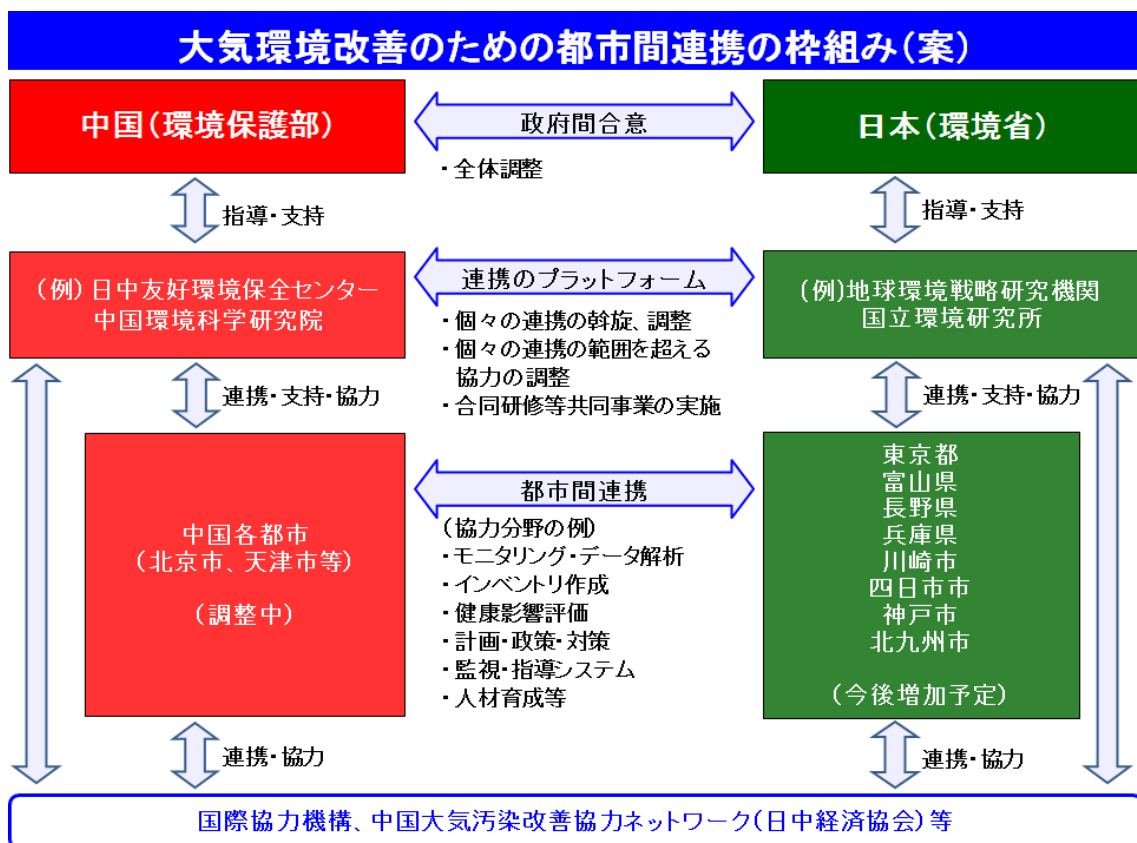 大気環境改善のための都市間連携の枠組み(案)
中国(環境保護部)
政府間合意
日本(環境省)
・全体調整
指導・支持
指導・支持
(例)日中友好環境保全センター
中国環境科学研究院
連携のプラットフォーム
(例)地球環境戦略研究機関
国立環境研究所
・個々の連携の斡旋、調整
・個々の連携の範囲を超える
協力の調整
・合同研修等共同事業の実施
連携・支持・協力
連携・支持・協力
中国各都市
(北京市、天津市等)
(調整中)
都市間連携
(協力分野の例)
・モニタリング・データ解析
・インベントリ作成
・健康影響評価
・計画・政策・対策
・監視・指導システム
・人材育成等
東京都
富山県
長野県
兵庫県
川崎市
四日市市
神戸市
北九州市
(今後増加予定)
連携・協力
連携・協力
国際協力機構、中国大気汚染改善協力ネットワーク(日中経済協会)等